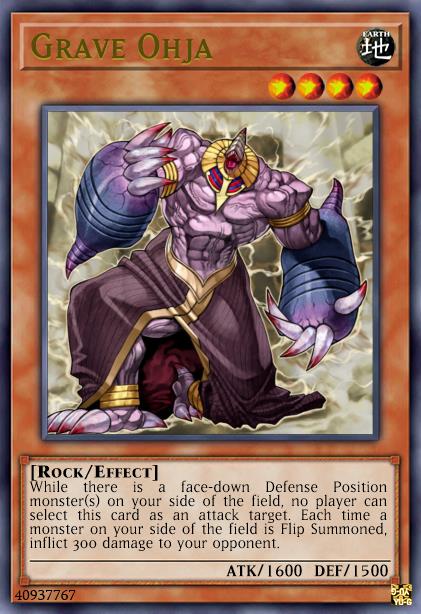 Grave Ohja
EARTH
地
[Rock/Effect]
While there is a face-down Defense Position
monster(s) on your side of the field, no player can
select this card as an attack target. Each time a
monster on your side of the field is Flip Summoned,
inflict 300 damage to your opponent.
ATK/1600 DEF/1500
40937767